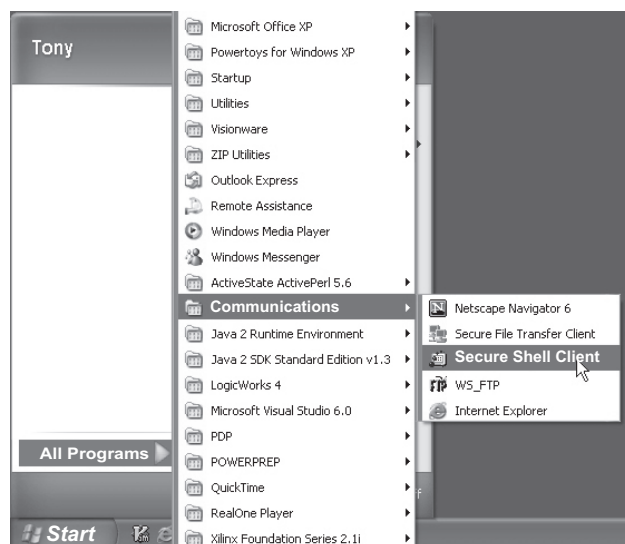 Tony
Microsoft Office XP
Powertoys for Windows XP
Startup
Utilities
Visionware
ZIP Utilities
Outlook Express
Remote Assistance
Windows Media Player
Windows Messenger
ActiveState ActivePerl 5.6
Communications
Java 2 Runtime Environment
Java 2 SDK Standard Edition v1.3
LogicWorks 4
Microsoft Visual Studio 6.0
PDP
POWERPREP
QuickTime
RealOne Player
Xilinx Foundation Series 2.1i
Netscape Navigator 6
Secure File Transfer Client
Secure Shell Client
WS_FTP
Internet Explorer
All Programs
Start